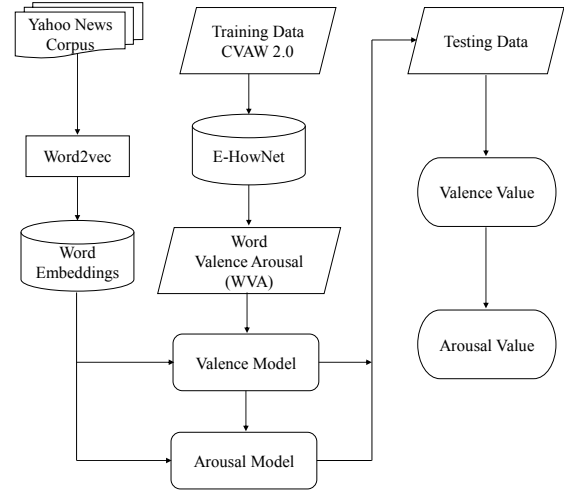 Yahoo News
Corpus
Word2vec
Word
Embeddings
Training Data
CVAW 2.0
E-HowNet
Word
Valence Arousal
(WVA)
Valence Model
Arousal Model
Testing Data
Valence Value
Arousal Value